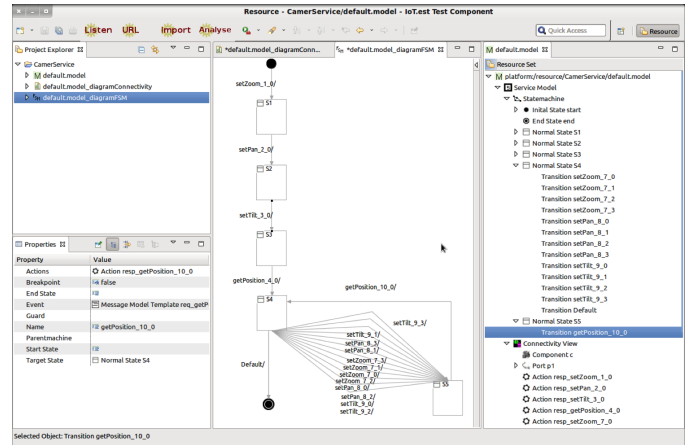 Resource - CamerService/default.model - IoT.est Test Component
Listen URL Import Analyse
Quick Access
Resource
Project Explorer
CamerService
default.model
default.model_diagramConnectivity
default.model_diagramFSM
Properties
Property Value
Actions Action resp_getPosition_10_0
Breakpoint false
End State
Event Message Model Template req_getP
Guard
Name getPosition_10_0
Parentmachine
Start State
Target State Normal State S4
*default.model_diagramConn...
*default.model_diagramFSM
setZoom_1_0/
S1
setPan_2_0/
S2
setTilt_3_0/
S3
getPosition_4_0/
S4
getPosition_10_0/
setTilt_9_3/
setTilt_9_1/
setPan_8_3/
setPan_8_1/
setZoom_7_3/
setZoom_7_1/
setZoom_7_0/
setZoom_7_2/
setPan_8_0/
setPan_8_2/
setTilt_9_0/
setTilt_9_2/
Default/
S5
default.model
Resource Set
platform:/resource/CamerService/default.model
Service Model
Statemachine
Inital State start
End State end
Normal State S1
Normal State S2
Normal State S3
Normal State S4
Transition setZoom_7_0
Transition setZoom_7_1
Transition setZoom_7_2
Transition setZoom_7_3
Transition setPan_8_0
Transition setPan_8_1
Transition setPan_8_2
Transition setPan_8_3
Transition setTilt_9_0
Transition setTilt_9_1
Transition setTilt_9_2
Transition setTilt_9_3
Transition Default
Normal State S5
Transition getPosition_10_0
Connectivity View
Component c
Port p1
Action resp_setZoom_1_0
Action resp_setPan_2_0
Action resp_setTilt_3_0
Action resp_getPosition_4_0
Action resp_setZoom_7_0
Selected Object: Transition getPosition_10_0